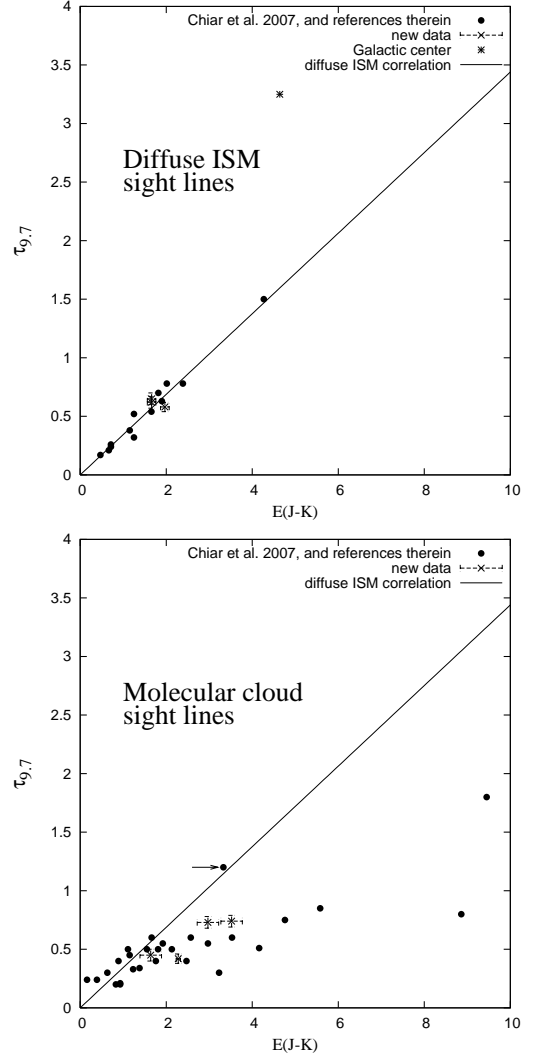 4
3.5
3
2.5
2
1.5
1
0.5
0
τ9.7
Chiar et al. 2007, and references therein
new data
Galactic center
diffuse ISM correlation
Diffuse ISM
sight lines
0 2 4 6 8 10
E(J-K)
4
3.5
3
2.5
2
1.5
1
0.5
0
τ9.7
Chiar et al. 2007, and references therein
new data
diffuse ISM correlation
Molecular cloud
sight lines
0 2 4 6 8 10
E(J-K)